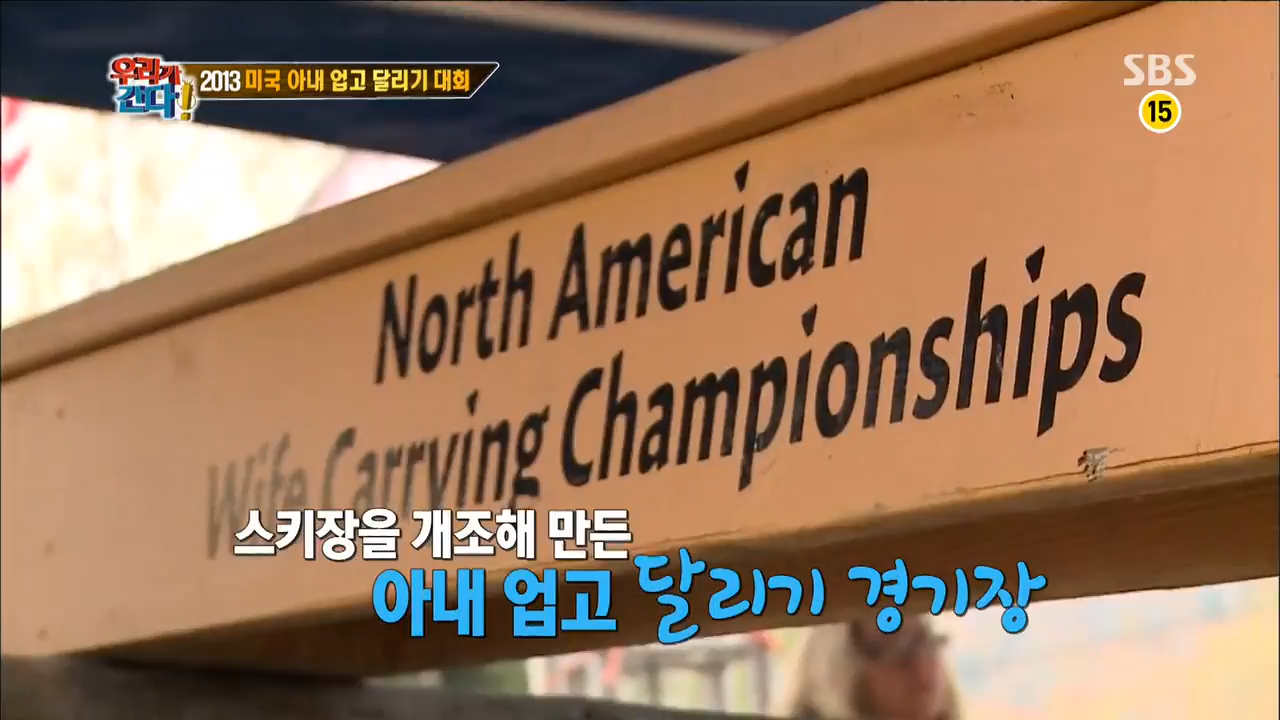 우리가
간다!
2013 미국 아내 업고 달리기 대회
SBS
15
North American
Wife Carrying Championships
스키장을 개조해 만든
아내 업고 달리기 경기장